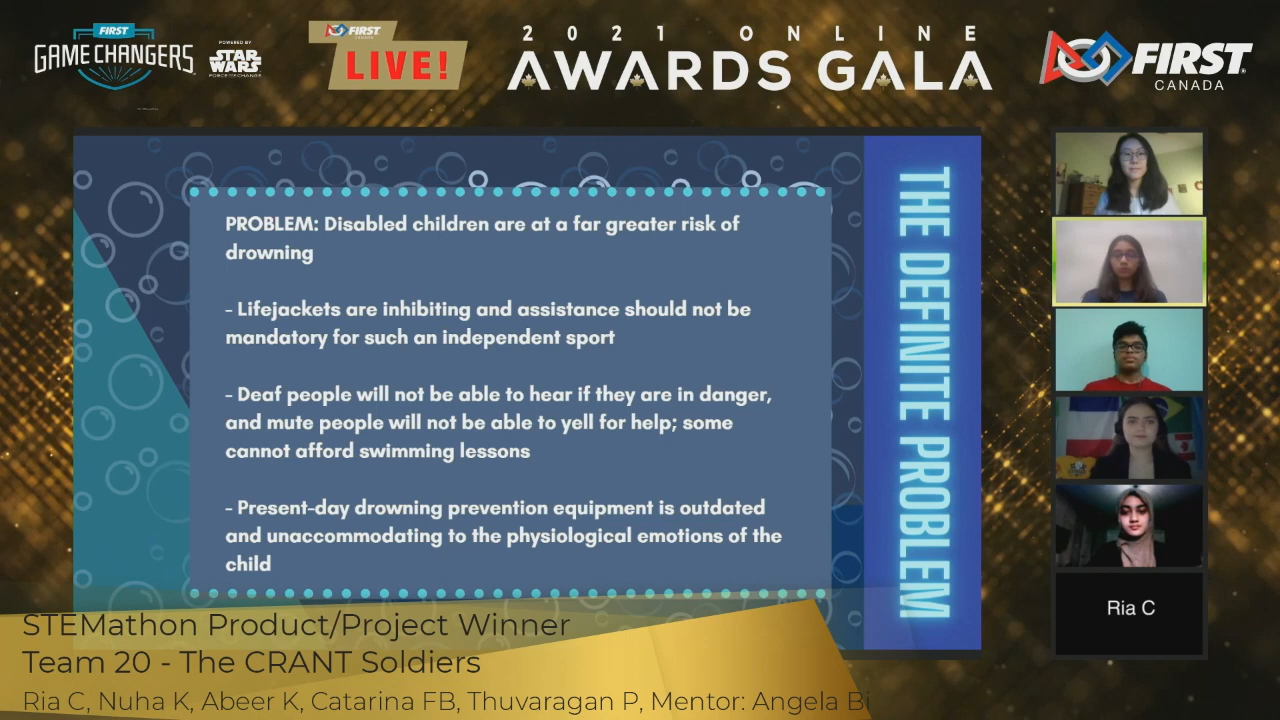 FIRST
GAME CHANGERS
POWERED BY
STAR WARS
FORCE FOR CHANGE
FIRST
CANADA
LIVE!
2021 ONLINE
AWARDS GALA
FIRST
CANADA
PROBLEM: Disabled children are at a far greater risk of
drowning
- Lifejackets are inhibiting and assistance should not be
mandatory for such an independent sport
- Deaf people will not be able to hear if they are in danger,
and mute people will not be able to yell for help; some
cannot afford swimming lessons
- Present-day drowning prevention equipment is outdated
and unaccommodating to the physiological emotions of the
child
THE DEFINITE PROBLEM
Ria C
STEMathon Product/Project Winner
Team 20 - The CRANT Soldiers
Ria C, Nuha K, Abeer K, Catarina FB, Thuvaragan P, Mentor: Angela Bi